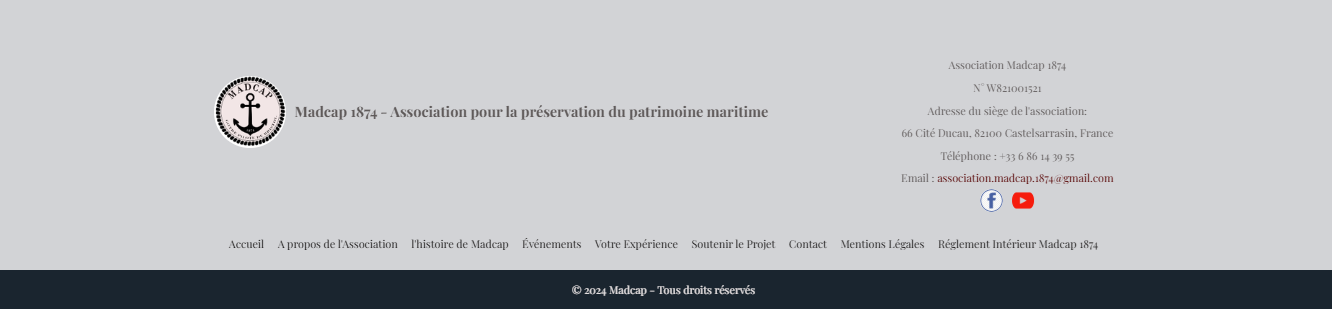 MADCAP
Madcap 1874 - Association pour la préservation du patrimoine maritime
Association Madcap 1874
N° W821001521
Adresse du siège de l'association:
66 Cité Ducau, 82100 Castelsarrasin, France
Téléphone : +33 6 86 14 39 55
Email : association.madcap.1874@gmail.com
Accueil A propos de l'Association l'histoire de Madcap Événements Votre Expérience Soutenir le Projet Contact Mentions Légales Réglement Intérieur Madcap 1874
© 2024 Madcap - Tous droits réservés